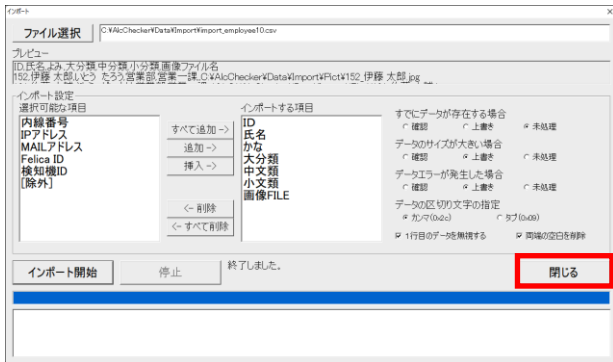 インポート
ファイル選択
C:¥AlcChecker¥Data¥Import¥import_employee10.csv
プレビュー
ID,氏名,よみ,大分類,中分類,小分類,画像ファイル名
152,伊藤 太郎,いとう たろう,営業部,営業一課,,C:¥AlcChecker¥Data¥Import¥Pict¥152_伊藤 太郎.jpg
インポート設定
選択可能な項目
内線番号
IPアドレス
MAILアドレス
Felica ID
検知機ID
[除外]
すべて追加 ->
追加 ->
挿入 ->
<- 削除
<- すべて削除
インポートする項目
ID
氏名
かな
大分類
中文類
小文類
画像FILE
すでにデータが存在する場合
確認 上書き 未処理
データのサイズが大きい場合
確認 上書き 未処理
データエラーが発生した場合
確認 上書き 未処理
データの区切り文字の指定
カンマ(0x2c) タブ(0x09)
1行目のデータを無視する 両端の空白を削除
インポート開始
停止
終了しました。
閉じる